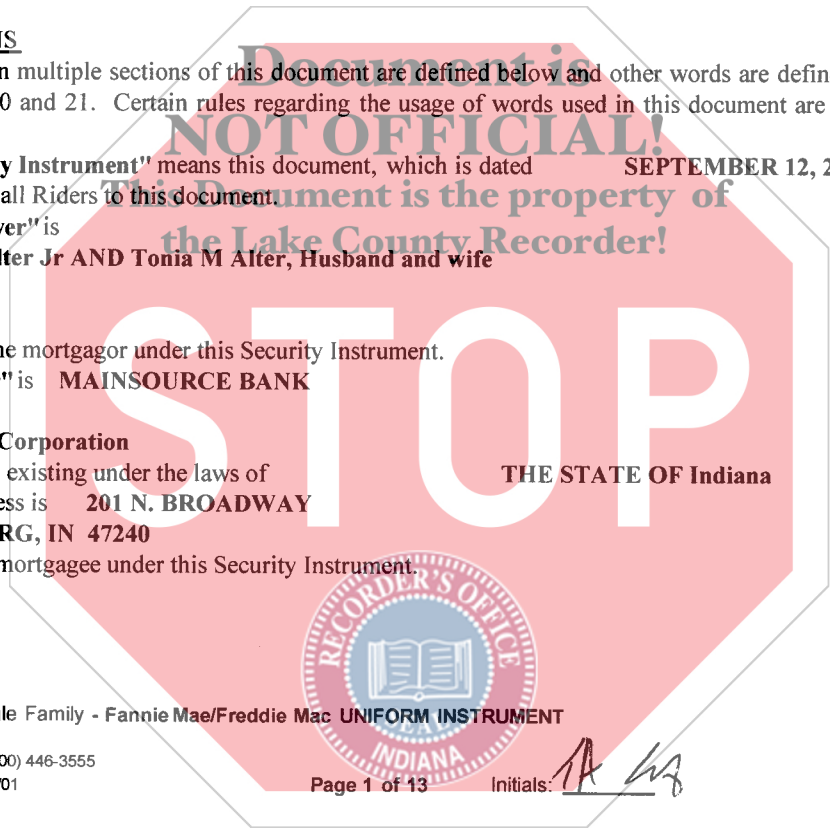 NS
n multiple sections of this document are defined below and other words are defin
0 and 21. Certain rules regarding the usage of words used in this document are
y Instrument" means this document, which is dated SEPTEMBER 12, 2
all Riders to this document.
ver" is
lter Jr AND Tonia M Alter, Husband and wife
he mortgagor under this Security Instrument.
" is MAINSOURCE BANK
Corporation
existing under the laws of THE STATE OF Indiana
ess is 201 N. BROADWAY
RG, IN 47240
mortgagee under this Security Instrument.
le Family - Fannie Mae/Freddie Mac UNIFORM INSTRUMENT
00) 446-3555
/01
Page 1 of 13 Initials: TA
Document is
NOT OFFICIAL!
This Document is the property of
the Lake County Recorder!
STOP
RECORDER'S OFFICE
SEAL
INDIANA